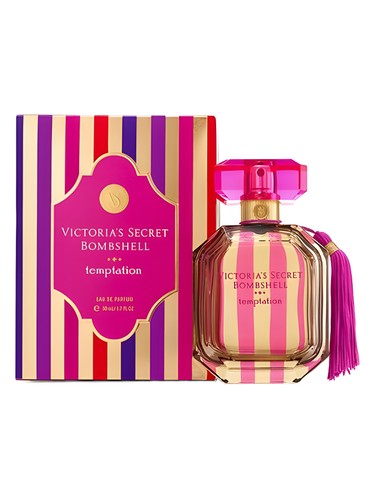 VICTORIA'S SECRET
BOMBSHELL
temptation
EAU DE PARFUM
e 50 mL/1.7 FL OZ
VICTORIA'S SECRET
BOMBSHELL
temptation